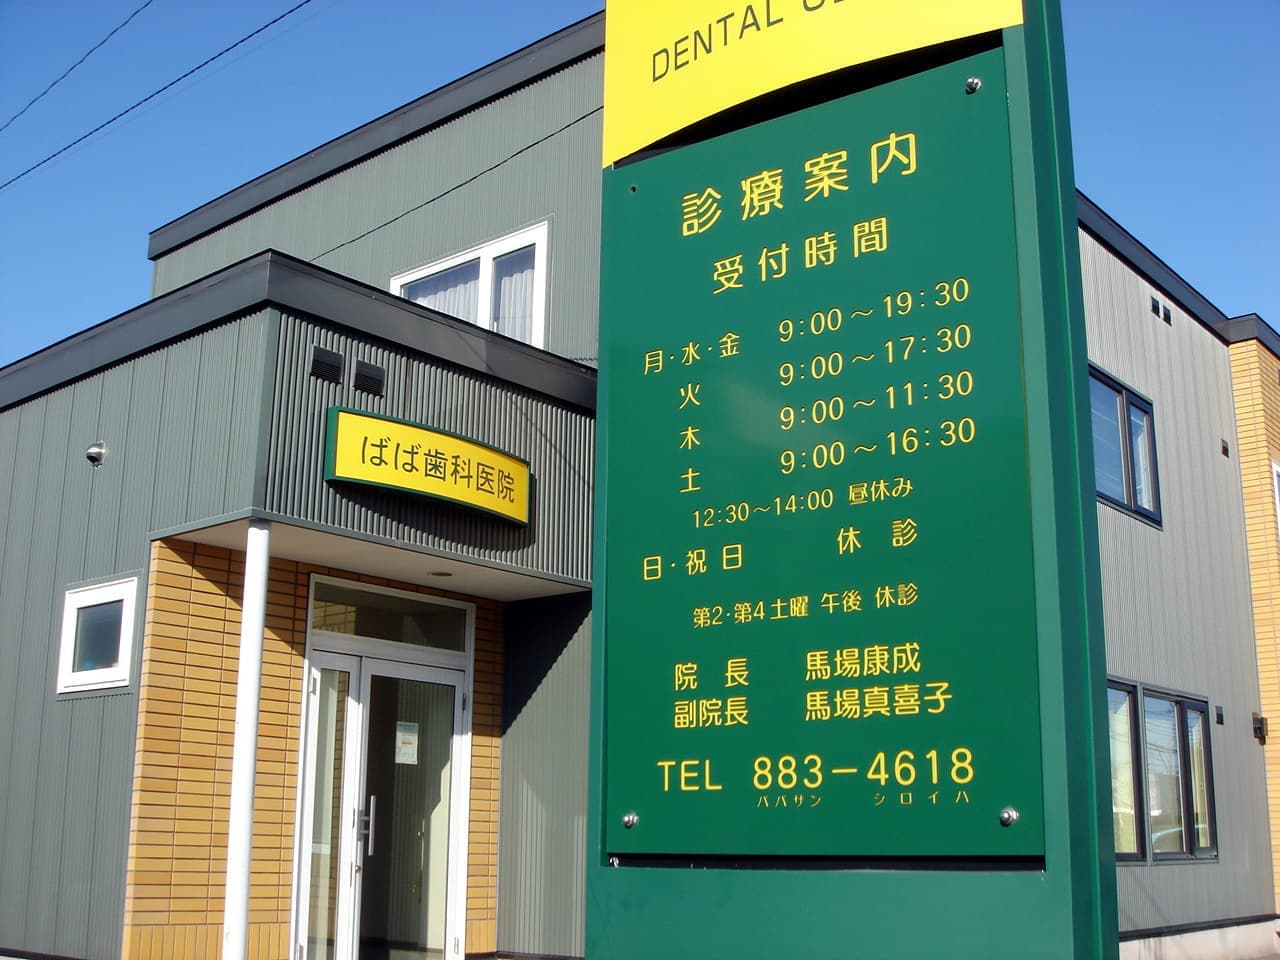 DENTAL
診療案内
受付時間
月・水・金 9:00〜19:30
火 9:00〜17:30
木 9:00〜11:30
土 9:00〜16:30
12:30〜14:00 昼休み
日・祝日 休診
第2・第4土曜 午後 休診
院長 馬場康成
副院長 馬場真喜子
TEL 883-4618
ババサン シロイハ
ばば歯科医院